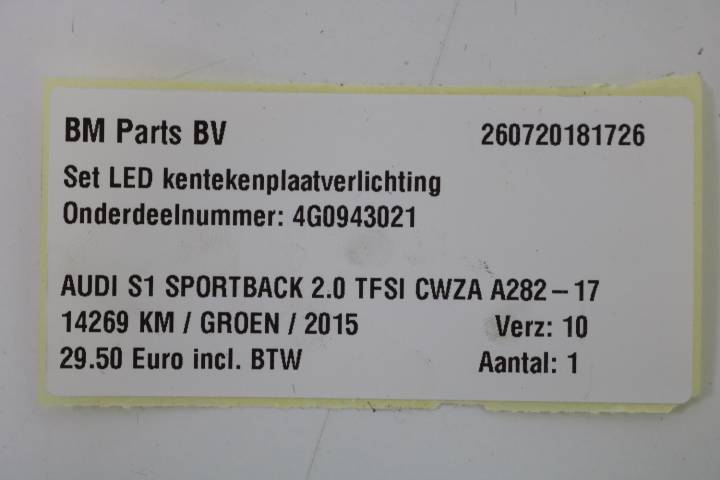 BM Parts BV 260720181726
Set LED kentekenplaatverlichting
Onderdeelnummer: 4G0943021
AUDI S1 SPORTBACK 2.0 TFSI CWZA A282-17
14269 KM / GROEN / 2015 Verz: 10
29.50 Euro incl. BTW Aantal: 1